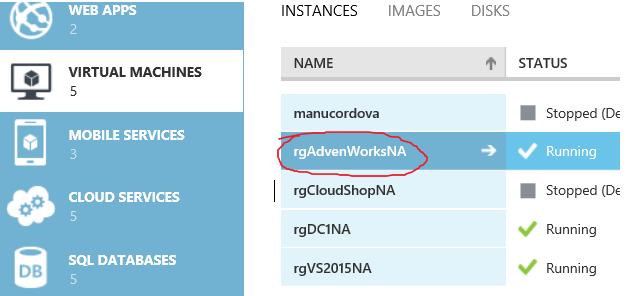 WEB APPS
2
VIRTUAL MACHINES
5
MOBILE SERVICES
3
CLOUD SERVICES
5
SQL DATABASES
5
DB
INSTANCES IMAGES DISKS
NAME STATUS
manucordova Stopped (De
rgAdvenWorksNA Running
rgCloudShopNA Stopped (De
rgDC1NA Running
rgVS2015NA Running